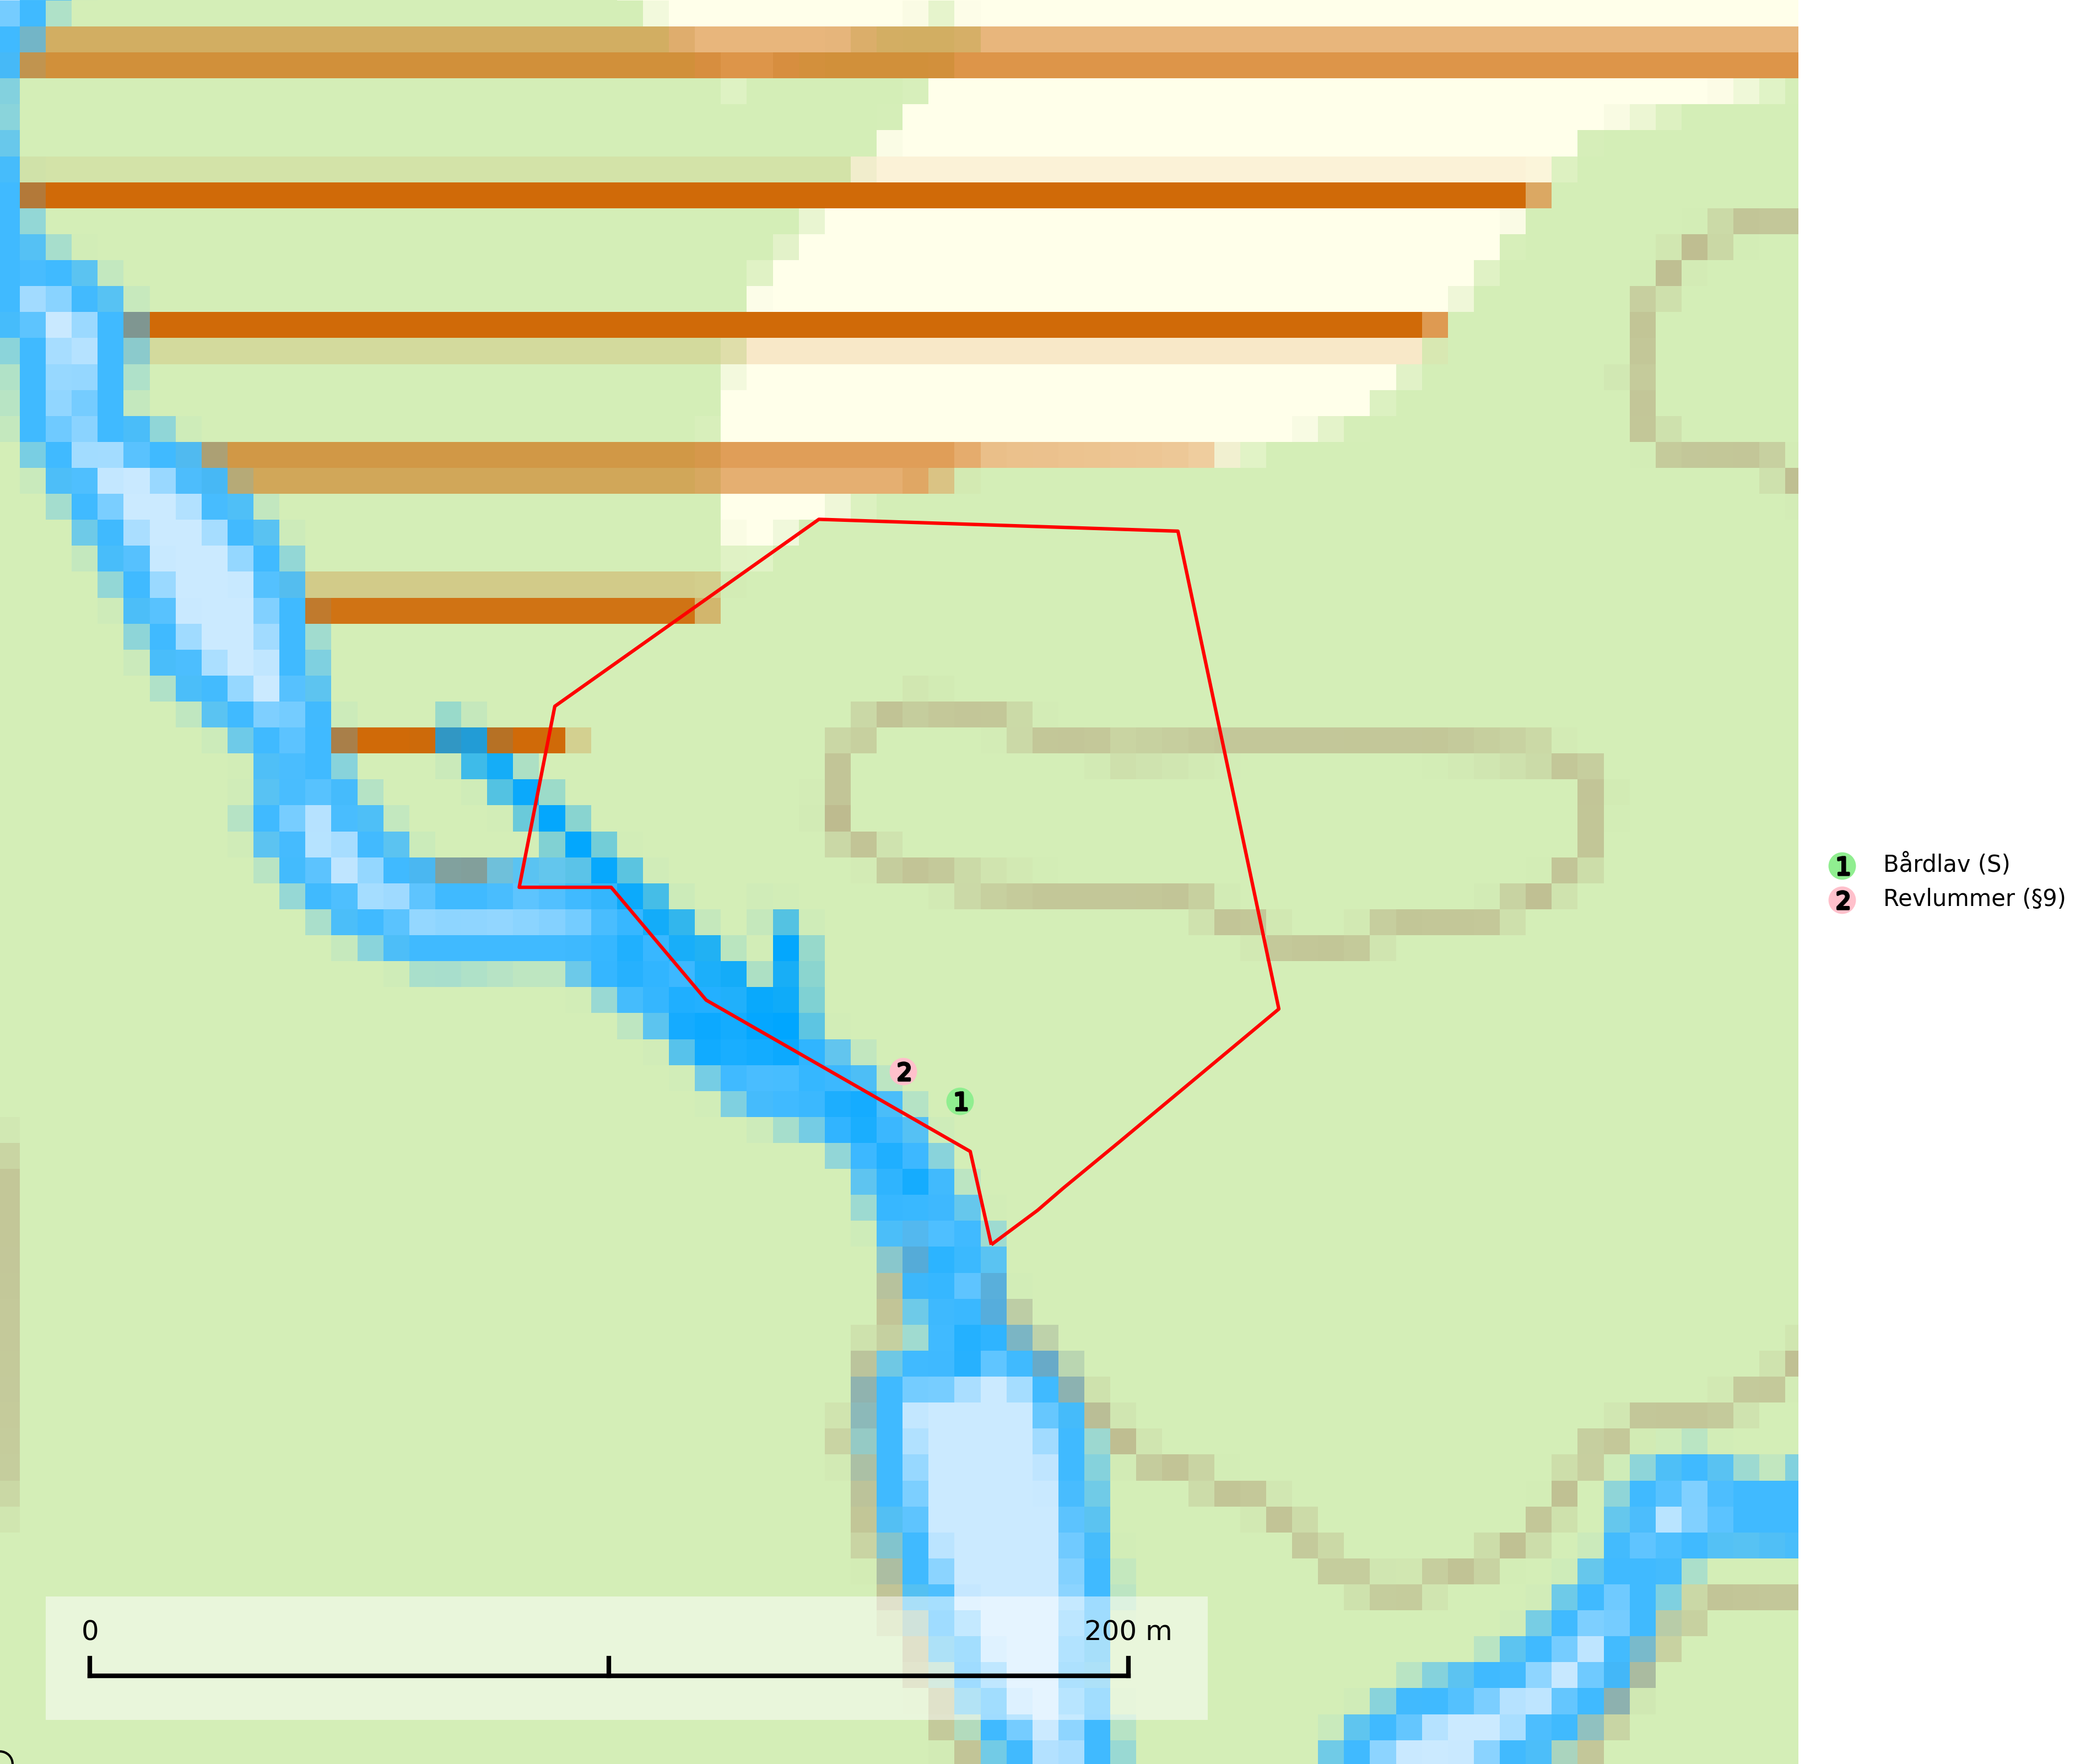 2
1
1 Bårdlav (S)
2 Revlummer (§9)
0 200 m